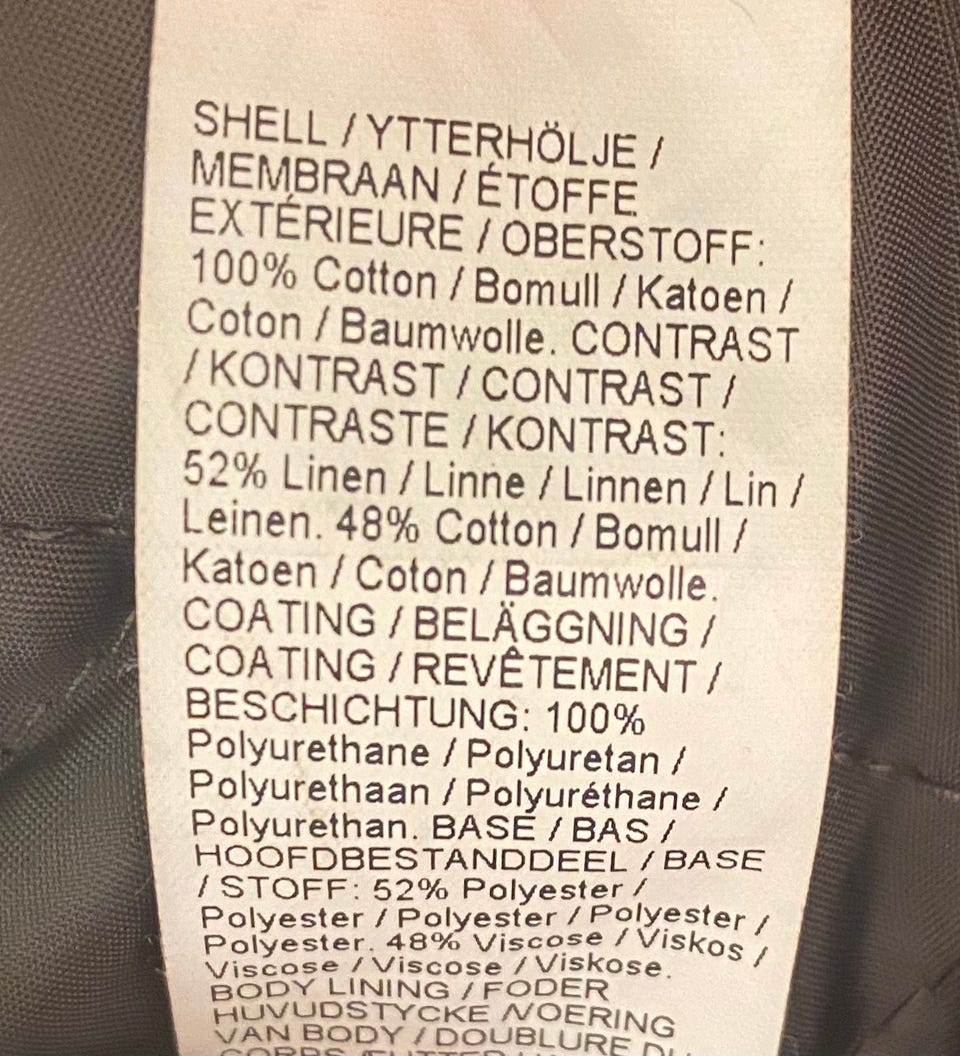 SHELL / YTTERHÖLJE /
MEMBRAAN / ÉTOFFE
EXTÉRIEURE / OBERSTOFF:
100% Cotton / Bomull / Katoen /
Coton / Baumwolle. CONTRAST
/ KONTRAST / CONTRAST /
CONTRASTE / KONTRAST:
52% Linen / Linne / Linnen / Lin /
Leinen. 48% Cotton / Bomull /
Katoen / Coton / Baumwolle.
COATING / BELÄGGNING /
COATING / REVÊTEMENT /
BESCHICHTUNG: 100%
Polyurethane / Polyuretan /
Polyurethaan / Polyuréthane /
Polyurethan. BASE / BAS /
HOOFDBESTANDDEEL / BASE
/ STOFF: 52% Polyester /
Polyester / Polyester / Polyester /
Polyester. 48% Viscose / Viskos /
Viscose / Viscose / Viskose.
BODY LINING / FODER
HUVUDSTYCKE / VOERING
VAN BODY / DOUBLURE DU
CORPS